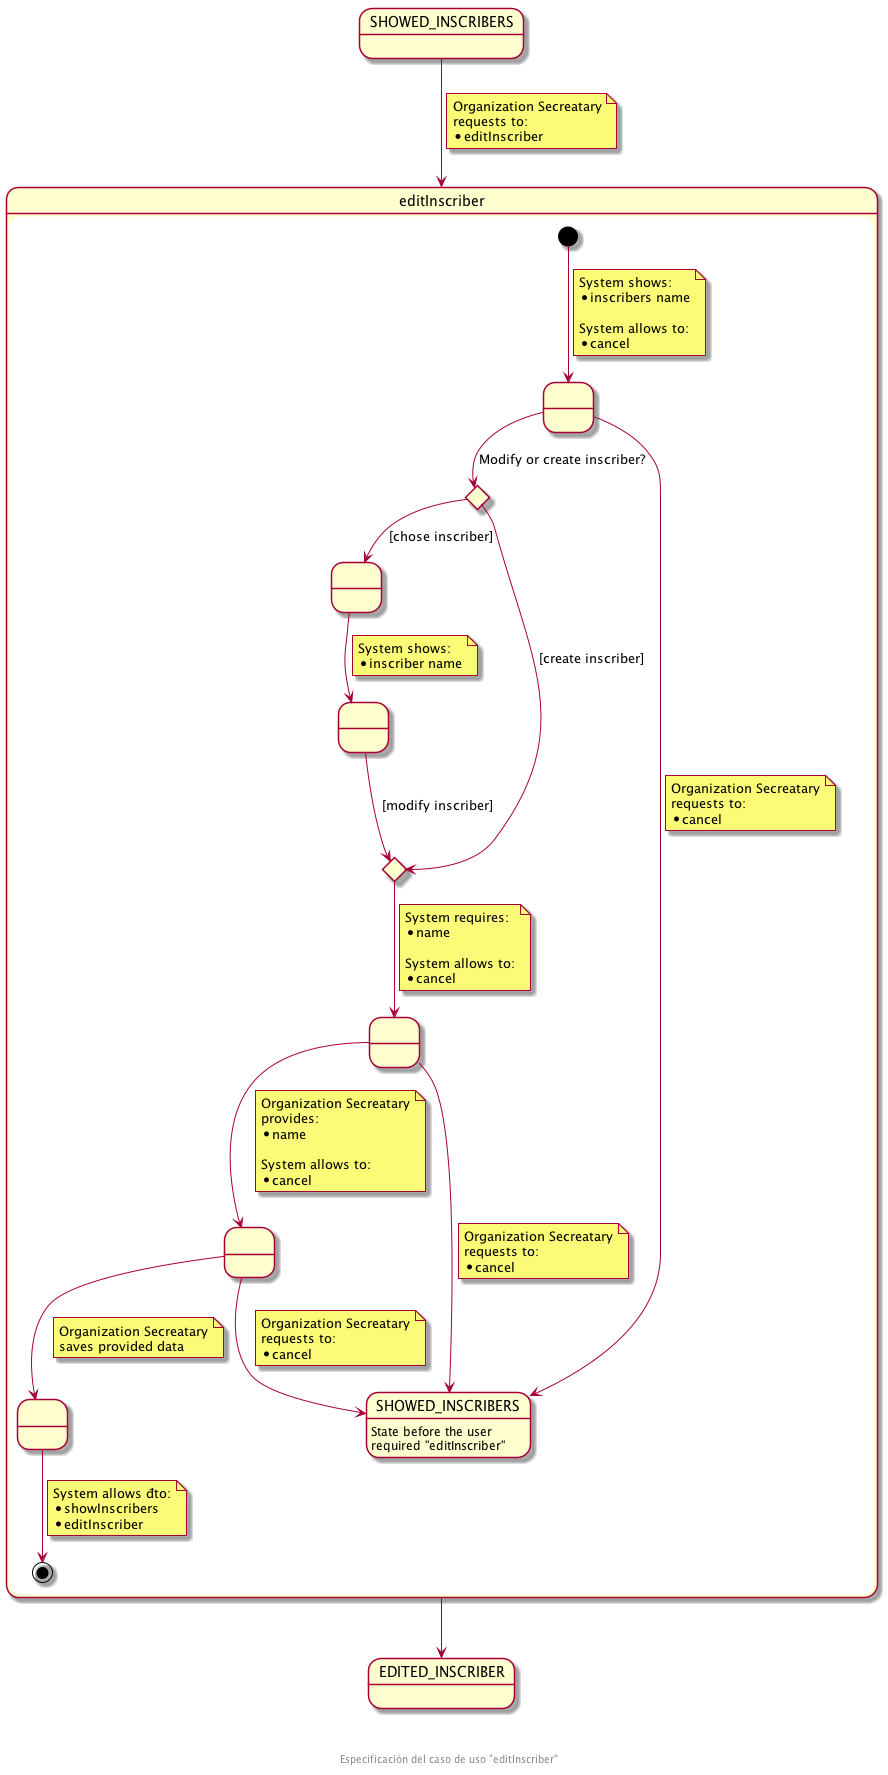 SHOWED_INSCRIBERS
Organization Secreatary
requests to:
• editInscriber
editInscriber
System shows:
• inscribers name
System allows to:
• cancel
Modify or create inscriber?
[chose inscriber]
System shows:
• inscriber name
[create inscriber]
[modify inscriber]
Organization Secreatary
requests to:
• cancel
System requires:
• name
System allows to:
• cancel
Organization Secreatary
provides:
• name
System allows to:
• cancel
Organization Secreatary
requests to:
• cancel
Organization Secreatary
saves provided data
Organization Secreatary
requests to:
• cancel
SHOWED_INSCRIBERS
State before the user
required "editInscriber"
System allows đto:
• showInscribers
• editInscriber
EDITED_INSCRIBER
Especificación del caso de uso "editInscriber"